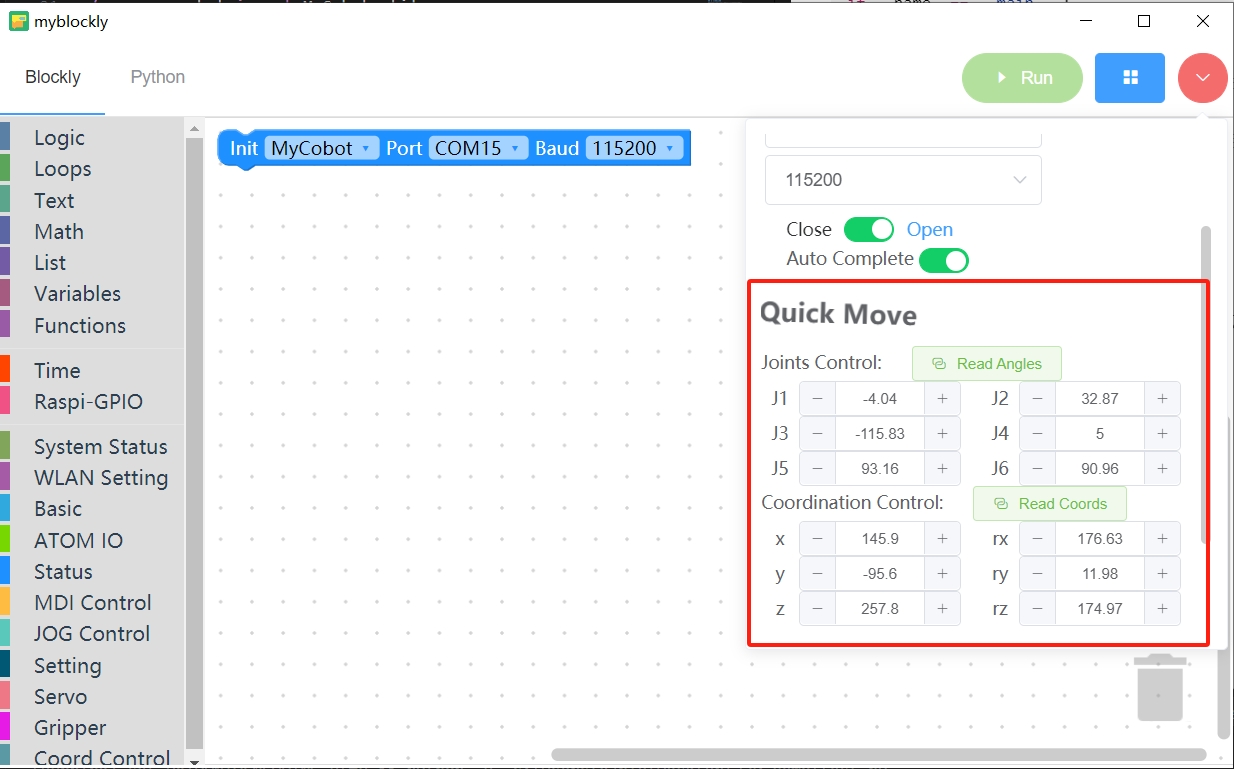 myblockly
Blockly Python Run
Logic
Loops
Text
Math
List
Variables
Functions
Time
Raspi-GPIO
System Status
WLAN Setting
Basic
ATOM IO
Status
MDI Control
JOG Control
Setting
Servo
Gripper
Coord Control
Init MyCobot Port COM15 Baud 115200
115200
Close Open
Auto Complete
Quick Move
Joints Control: Read Angles
J1 − -4.04 + J2 − 32.87 +
J3 − -115.83 + J4 − 5 +
J5 − 93.16 + J6 − 90.96 +
Coordination Control: Read Coords
x − 145.9 + rx − 176.63 +
y − -95.6 + ry − 11.98 +
z − 257.8 + rz − 174.97 +